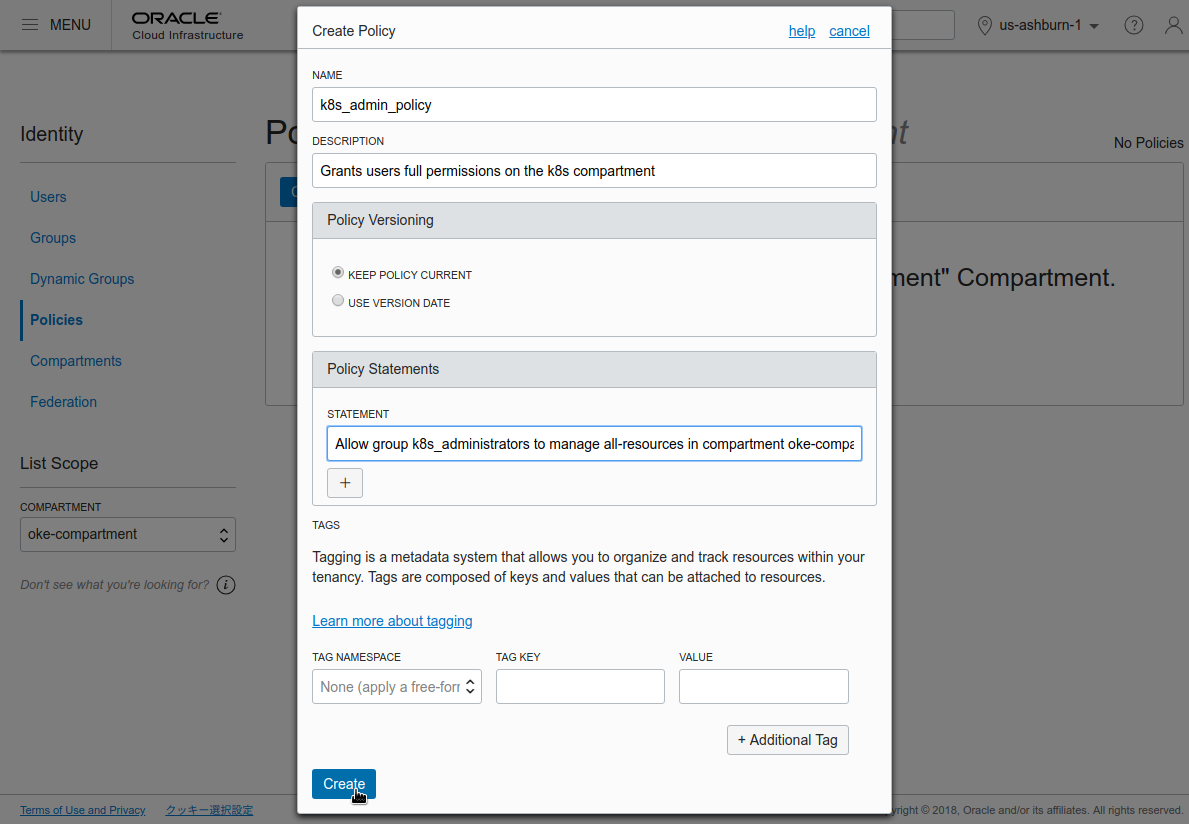 MENU
ORACLE
Cloud Infrastructure
us-ashburn-1
Create Policy
help
cancel
NAME
k8s_admin_policy
DESCRIPTION
Grants users full permissions on the k8s compartment
Policy Versioning
KEEP POLICY CURRENT
USE VERSION DATE
Policy Statements
STATEMENT
Allow group k8s_administrators to manage all-resources in compartment oke-compa
+
TAGS
Tagging is a metadata system that allows you to organize and track resources within your
tenancy. Tags are composed of keys and values that can be attached to resources.
Learn more about tagging
TAG NAMESPACE
TAG KEY
VALUE
None (apply a free-forr
+ Additional Tag
Create
Identity
Users
Groups
Dynamic Groups
Policies
Compartments
Federation
List Scope
COMPARTMENT
oke-compartment
Don't see what you're looking for?
No Policies
ment" Compartment.
Terms of Use and Privacy
クッキー選択設定
yright © 2018, Oracle and/or its affiliates. All rights reserved.